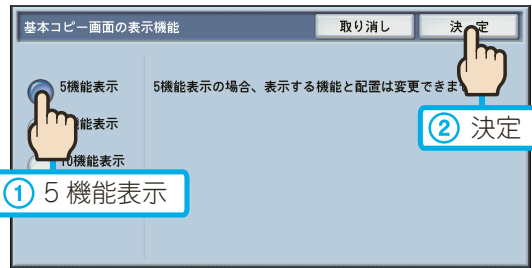 基本コピー画面の表示機能
取り消し
決 定
5機能表示
5機能表示の場合、表示する機能と配置は変更できま
能表示
10機能表示
② 決定
① 5 機能表示